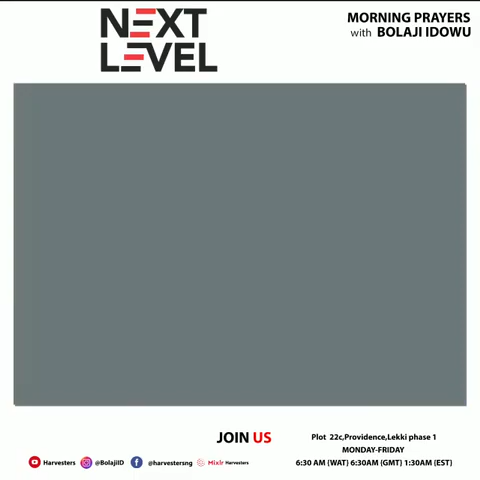 NEXT
LEVEL
MORNING PRAYERS
with BOLAJI IDOWU
JOIN US
Plot 22c,Providence,Lekki phase 1
MONDAY-FRIDAY
6:30 AM (WAT) 6:30AM (GMT) 1:30AM (EST)
Harvesters @BolajiID @harvestersng Mixlr Harvesters